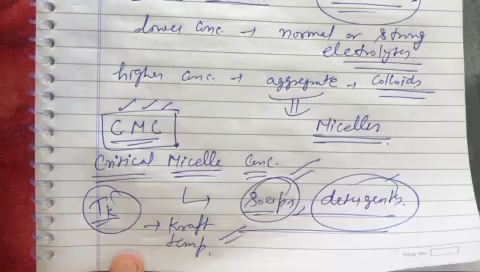 lower Conc. → normal or strong
electrolytes
higher Conc. → aggregate → Colloids
CMC
Micelles
Critical Micelle Conc.
Tk
soaps, detergents
→ Kraft
temp.